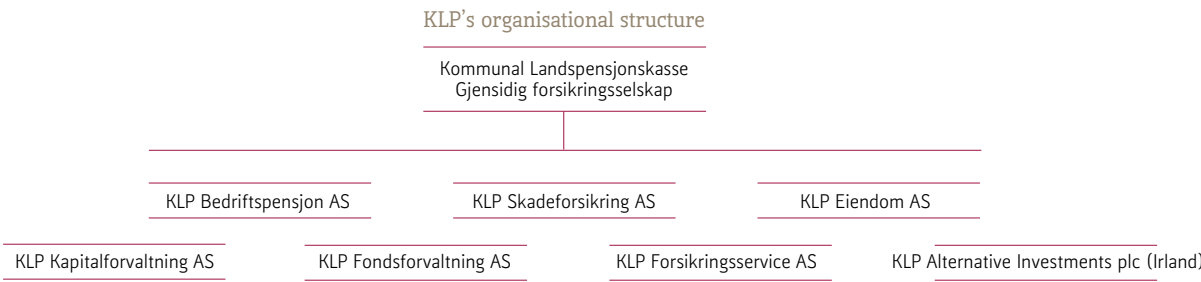 KLP's organisational structure
Kommunal Landspensjonskasse
Gjensidig forsikringsselskap
KLP Bedriftspensjon AS
KLP Skadeforsikring AS
KLP Eiendom AS
KLP Kapitalforvaltning AS
KLP Fondsforvaltning AS
KLP Forsikringsservice AS
KLP Alternative Investments plc (Irland)